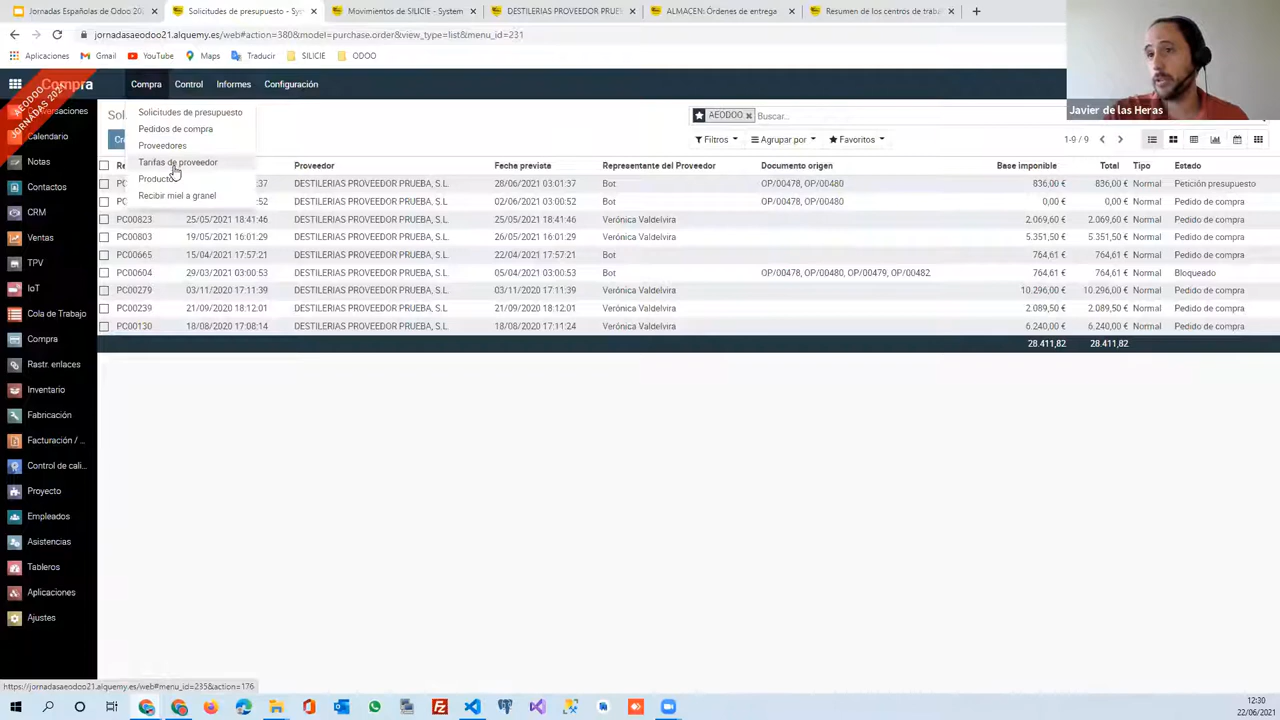 Jornadas Españolas de Odoo 202
Solicitudes de presupuesto - Sys
Movimientos de SILICIE - System
DESTILERIAS PROVEEDOR PRUEB
ALMACEN: Órdenes de entrega
Resumen de los centros de traba
jornadasaeodoo21.alquemy.es/web#action=380&model=purchase.order&view_type=list&menu_id=231
Aplicaciones
Gmail
YouTube
Maps
Traducir
SILICIE
ODOO
AEODOO
JORNADAS
Compra
Compra
Control
Informes
Configuración
Javier de las Heras
Solicitudes de presupuesto
Pedidos de compra
Proveedores
Tarifas de proveedor
Recibir miel a granel
AEODOO
Buscar...
Filtros
Agrupar por
Favoritos
1-9 / 9
Proveedor Fecha prevista Representante del Proveedor Documento origen Base imponible Total Tipo Estado
DESTILERIAS PROVEEDOR PRUEBA, S.L. 28/06/2021 03:01:37 Bot OP/00478, OP/00480 836,00 € 836,00 € Normal Petición presupuesto
DESTILERIAS PROVEEDOR PRUEBA, S.L. 02/06/2021 03:00:52 Bot OP/00478, OP/00480 0,00 € 0,00 € Normal Pedido de compra
PC00823 25/05/2021 18:41:46 DESTILERIAS PROVEEDOR PRUEBA, S.L. 25/05/2021 18:41:46 Verónica Valdelvira 2.069,60 € 2.069,60 € Normal Pedido de compra
PC00803 19/05/2021 16:01:29 DESTILERIAS PROVEEDOR PRUEBA, S.L. 26/05/2021 16:01:29 Verónica Valdelvira 5.351,50 € 5.351,50 € Normal Pedido de compra
PC00665 15/04/2021 17:57:21 DESTILERIAS PROVEEDOR PRUEBA, S.L. 22/04/2021 17:57:21 Bot 764,61 € 764,61 € Normal Pedido de compra
PC00604 29/03/2021 03:00:53 DESTILERIAS PROVEEDOR PRUEBA, S.L. 05/04/2021 03:00:53 Bot OP/00478, OP/00480, OP/00479, OP/00482 764,61 € 764,61 € Normal Bloqueado
PC00279 03/11/2020 17:11:39 DESTILERIAS PROVEEDOR PRUEBA, S.L. 03/11/2020 17:11:39 Verónica Valdelvira 10.296,00 € 10.296,00 € Normal Pedido de compra
PC00239 21/09/2020 18:12:01 DESTILERIAS PROVEEDOR PRUEBA, S.L. 21/09/2020 18:12:01 Verónica Valdelvira 2.089,50 € 2.089,50 € Normal Pedido de compra
PC00130 18/08/2020 17:08:14 DESTILERIAS PROVEEDOR PRUEBA, S.L. 18/08/2020 17:11:24 Verónica Valdelvira 6.240,00 € 6.240,00 € Normal Pedido de compra
28.411,82 28.411,82
Calendario
Notas
Contactos
CRM
Ventas
TPV
IoT
Cola de Trabajo
Compra
Rastr. enlaces
Inventario
Fabricación
Facturación / ...
Control de cali...
Proyecto
Empleados
Asistencias
Tableros
Aplicaciones
Ajustes
https://jornadasaeodoo21.alquemy.es/web#menu_id=235&action=176
12:30
22/06/2021